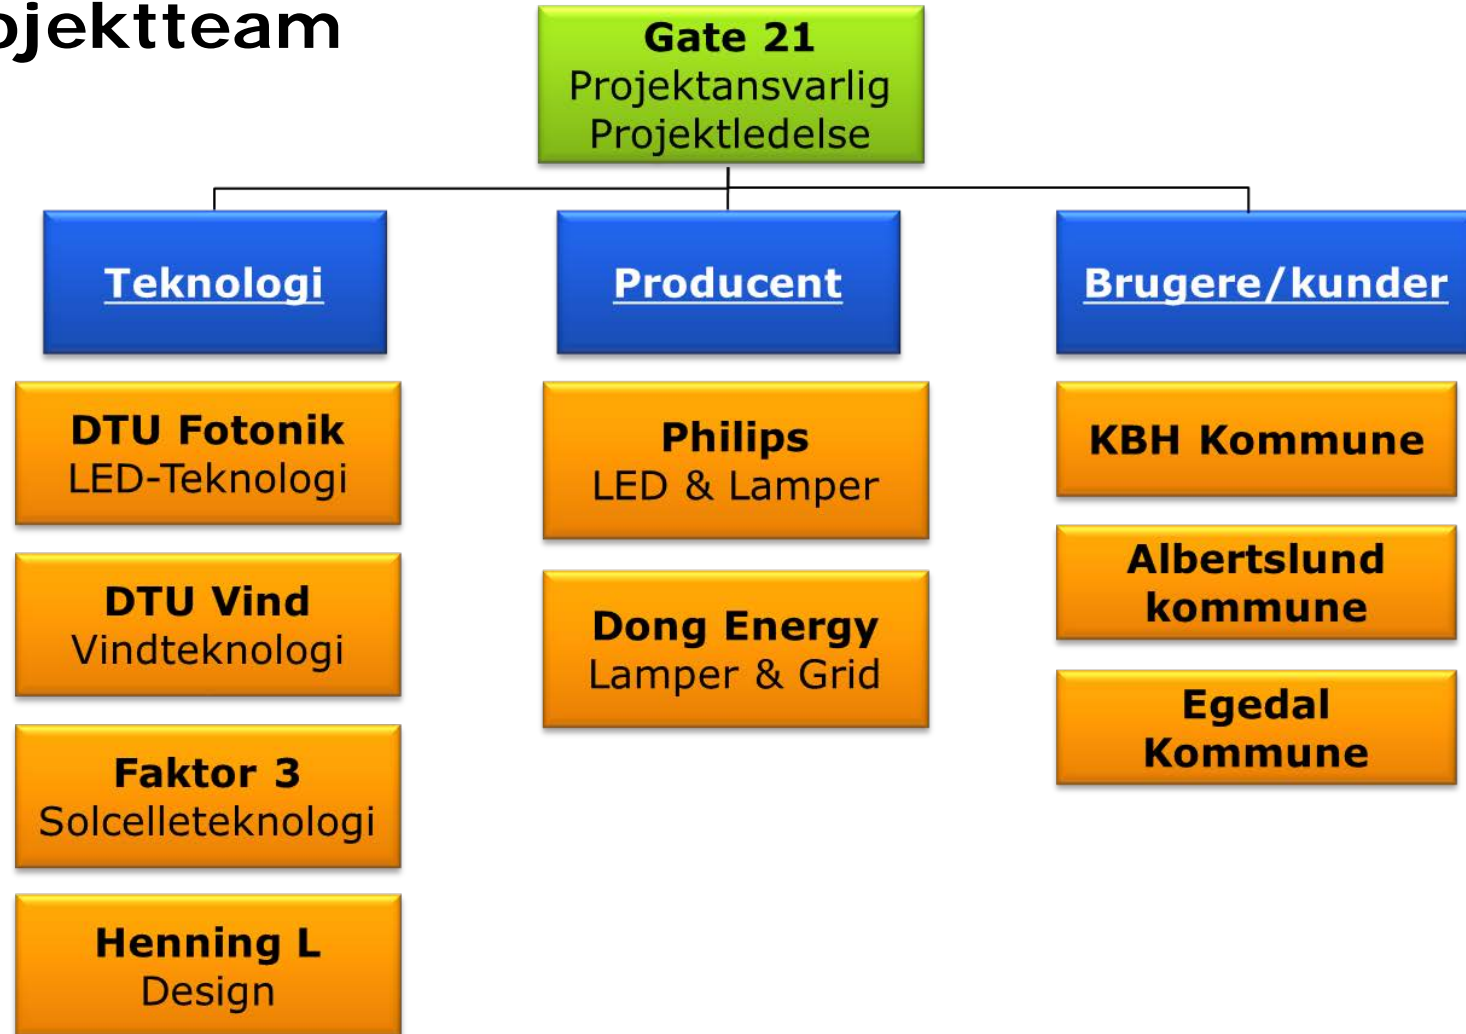 ojektteam
Gate 21
Projektansvarlig
Projektledelse
Teknologi
Producent
Brugere/kunder
DTU Fotonik
LED-Teknologi
DTU Vind
Vindteknologi
Faktor 3
Solcelleteknologi
Henning L
Design
Philips
LED & Lamper
Dong Energy
Lamper & Grid
KBH Kommune
Albertslund
kommune
Egedal
Kommune